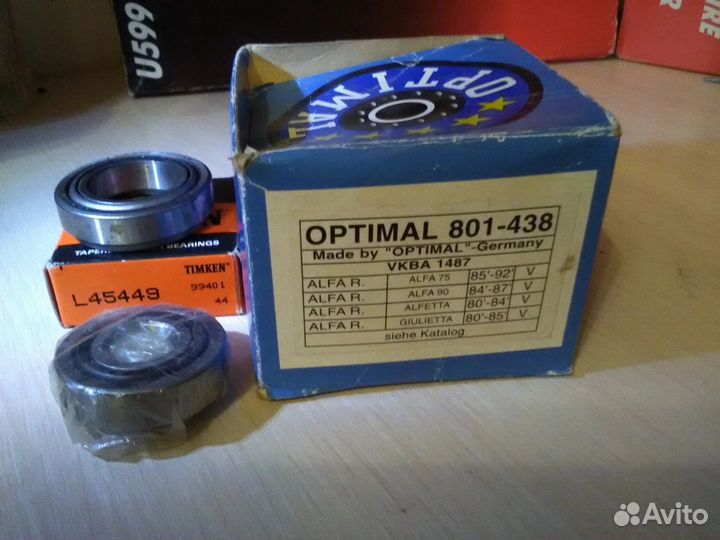 U599
OPTIMAL
OPTIMAL 801-438
Made by "OPTIMAL"-Germany
VKBA 1487
ALFA R. ALFA 75 85'-92' V
ALFA R. ALFA 90 84'-87' V
ALFA R. ALFETTA 80'-84' V
ALFA R. GIULIETTA 80'-85' V
siehe Katalog
BEARINGS
TIMKEN
L45449
99401
44
Avito